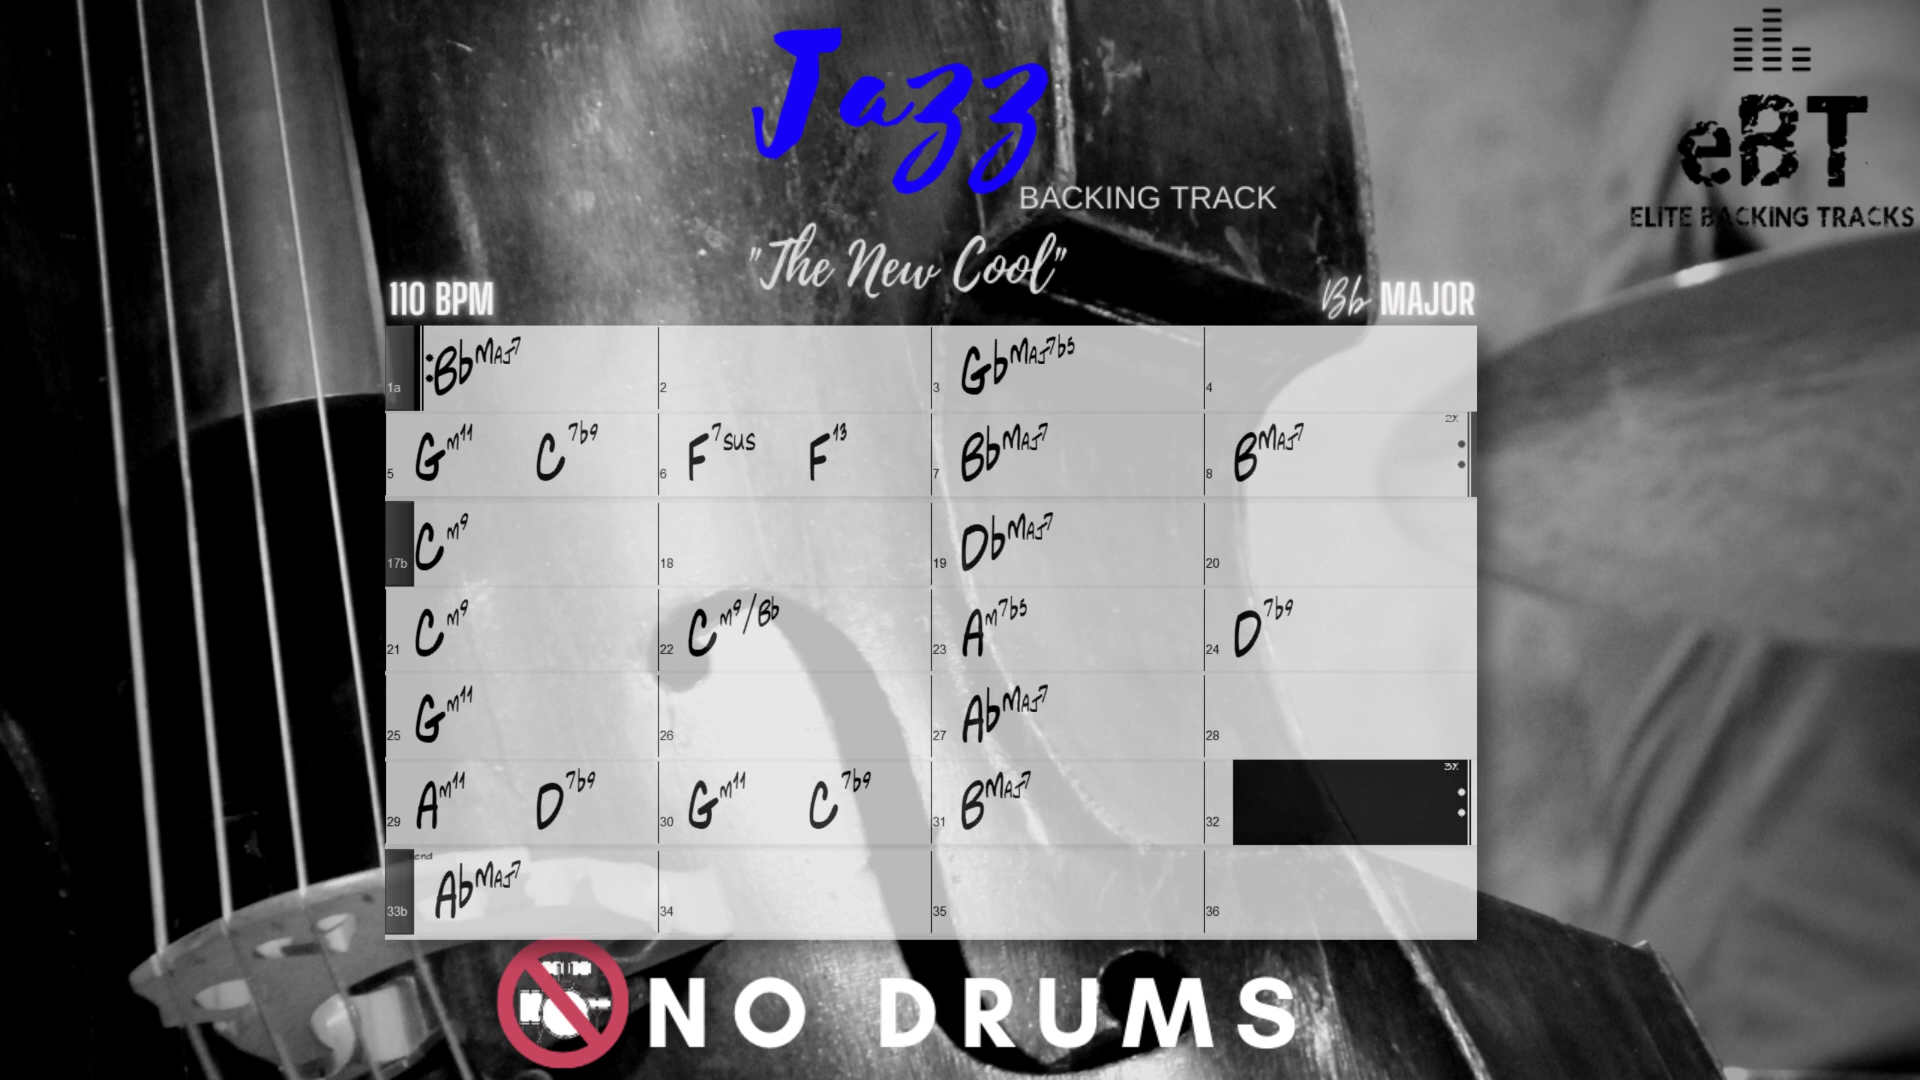 Jazz
BACKING TRACK
"The New Cool"
eBT
ELITE BACKING TRACKS
110 BPM
Bb MAJOR
1a BbMAJ7 2 3 GbMAJ7b5 4
5 Gm11 C7b9 6 F7SUS F13 7 BbMAJ7 8 BMAJ7 2X
17b Cm9 18 19 DbMAJ7 20
21 Cm9 22 Cm9/Bb 23 Am7b5 24 D7b9
25 Gm11 26 27 AbMAJ7 28
29 Am11 D7b9 30 Gm11 C7b9 31 BMAJ7 32 3X
end
33b AbMAJ7 34 35 36
NO DRUMS